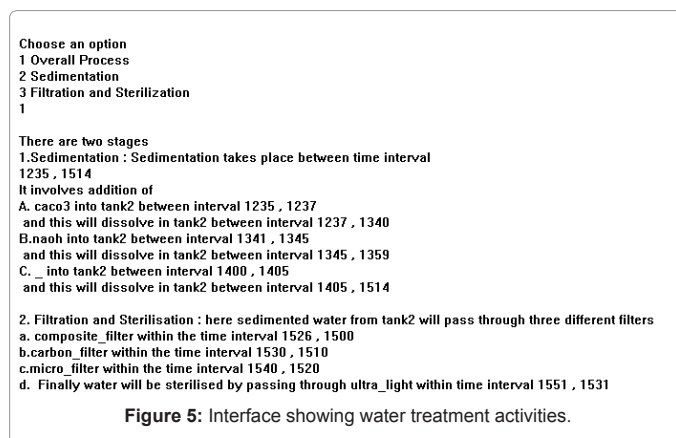 Choose an option
1 Overall Process
2 Sedimentation
3 Filtration and Sterilization
1
There are two stages
1.Sedimentation : Sedimentation takes place between time interval
1235 , 1514
It involves addition of
A. caco3 into tank2 between interval 1235 , 1237
and this will dissolve in tank2 between interval 1237 , 1340
B.naoh into tank2 between interval 1341 , 1345
and this will dissolve in tank2 between interval 1345 , 1359
C. _ into tank2 between interval 1400 , 1405
and this will dissolve in tank2 between interval 1405 , 1514
2. Filtration and Sterilisation : here sedimented water from tank2 will pass through three different filters
a. composite_filter within the time interval 1526 , 1500
b.carbon_filter within the time interval 1530 , 1510
c.micro_filter within the time interval 1540 , 1520
d. Finally water will be sterilised by passing through ultra_light within time interval 1551 , 1531
Figure 5: Interface showing water treatment activities.